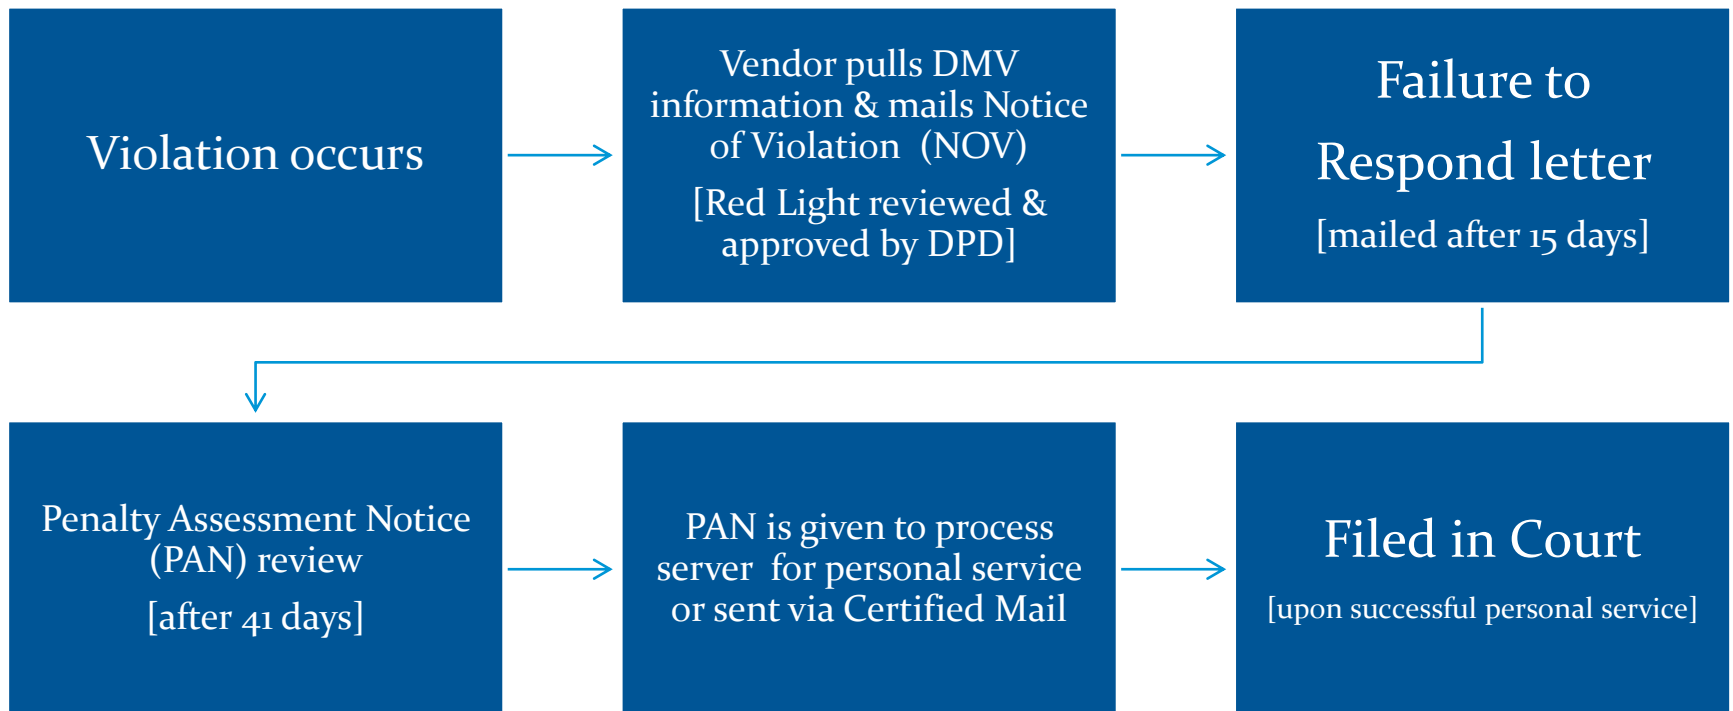 Violation occurs
Vendor pulls DMV
information & mails Notice
of Violation (NOV)
[Red Light reviewed &
approved by DPD]
Failure to
Respond letter
[mailed after 15 days]
Penalty Assessment Notice
(PAN) review
[after 41 days]
PAN is given to process
server for personal service
or sent via Certified Mail
Filed in Court
[upon successful personal service]